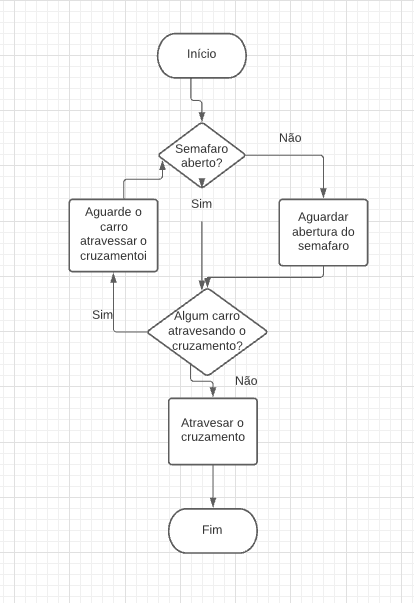 Início
Semafaro
aberto?
Não
Sim
Aguarde o
carro
atravessar o
cruzamentoi
Aguardar
abertura do
semafaro
Algum carro
atravesando o
cruzamento?
Sim
Não
Atravesar o
cruzamento
Fim